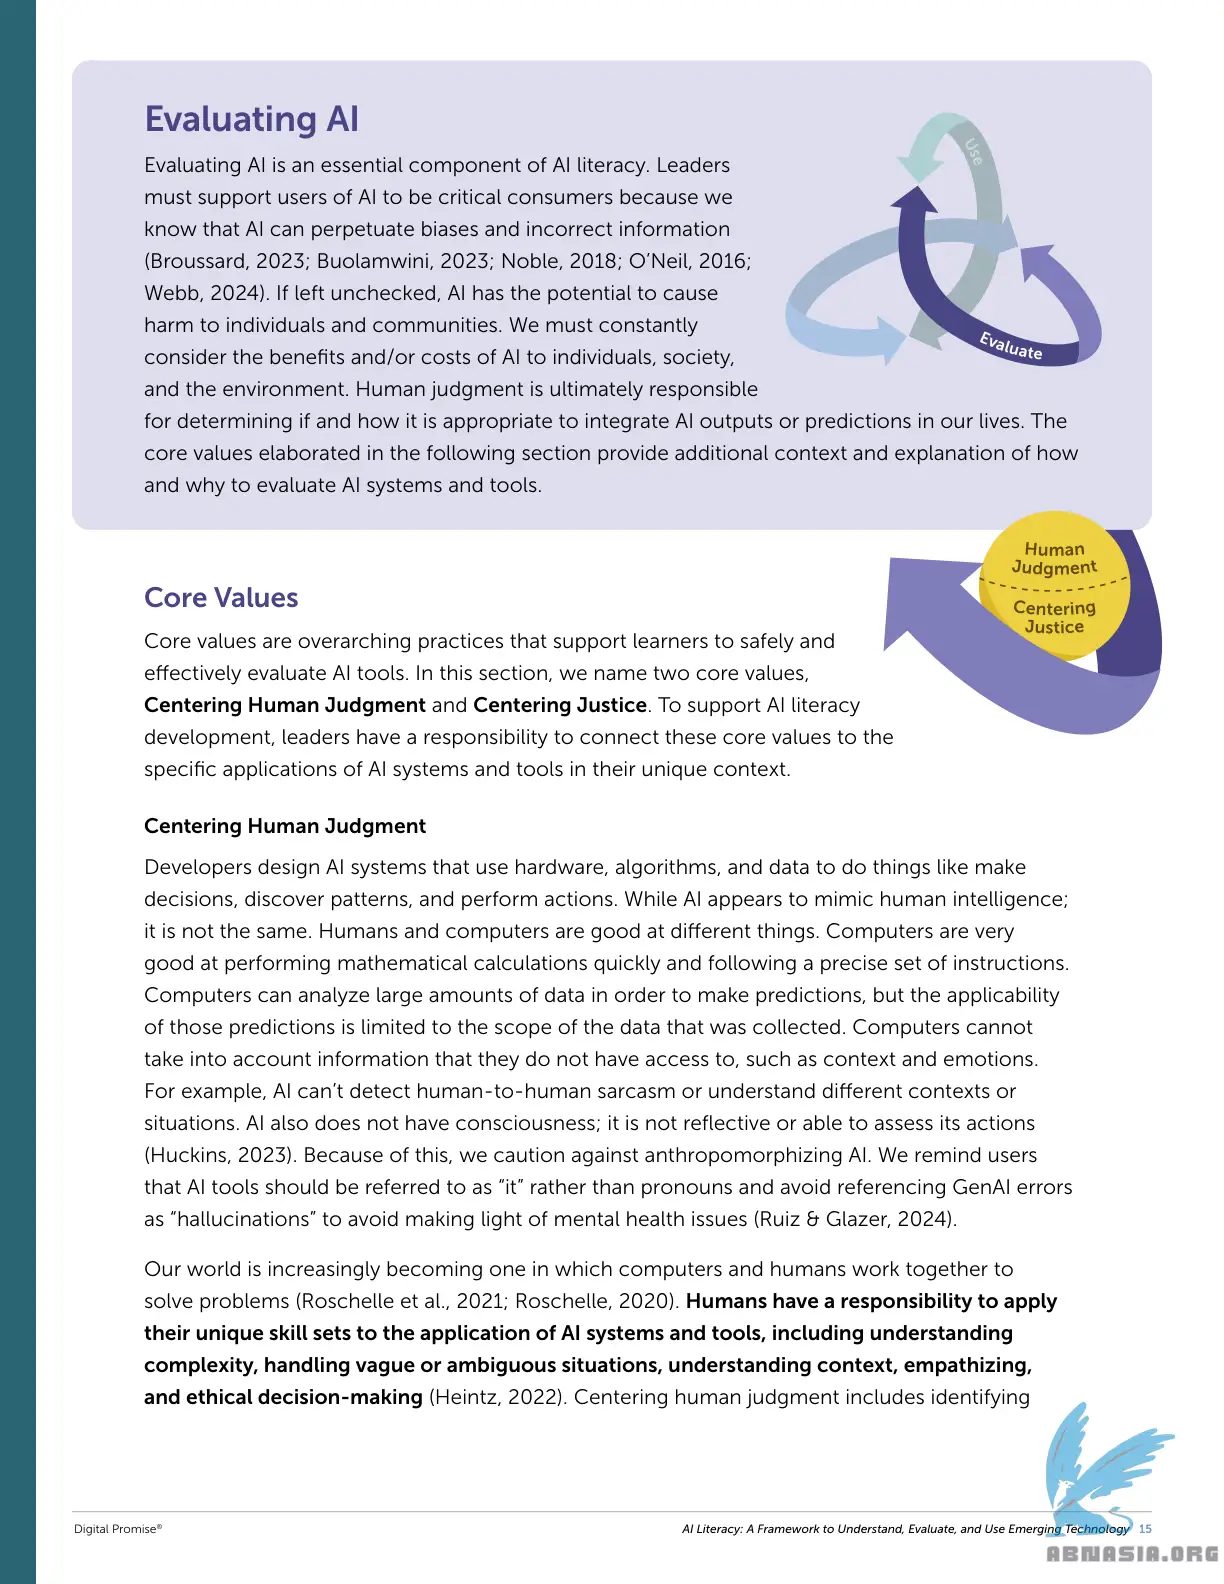 Evaluating AI
Evaluating AI is an essential component of AI literacy. Leaders
must support users of AI to be critical consumers because we
know that AI can perpetuate biases and incorrect information
(Broussard, 2023; Buolamwini, 2023; Noble, 2018; O’Neil, 2016;
Webb, 2024). If left unchecked, AI has the potential to cause
harm to individuals and communities. We must constantly
consider the benefits and/or costs of AI to individuals, society,
and the environment. Human judgment is ultimately responsible
for determining if and how it is appropriate to integrate AI outputs or predictions in our lives. The
core values elaborated in the following section provide additional context and explanation of how
and why to evaluate AI systems and tools.
Use
Evaluate
Human
Judgment
Centering
Justice
Core Values
Core values are overarching practices that support learners to safely and
effectively evaluate AI tools. In this section, we name two core values,
Centering Human Judgment and Centering Justice. To support AI literacy
development, leaders have a responsibility to connect these core values to the
specific applications of AI systems and tools in their unique context.
Centering Human Judgment
Developers design AI systems that use hardware, algorithms, and data to do things like make
decisions, discover patterns, and perform actions. While AI appears to mimic human intelligence;
it is not the same. Humans and computers are good at different things. Computers are very
good at performing mathematical calculations quickly and following a precise set of instructions.
Computers can analyze large amounts of data in order to make predictions, but the applicability
of those predictions is limited to the scope of the data that was collected. Computers cannot
take into account information that they do not have access to, such as context and emotions.
For example, AI can’t detect human-to-human sarcasm or understand different contexts or
situations. AI also does not have consciousness; it is not reflective or able to assess its actions
(Huckins, 2023). Because of this, we caution against anthropomorphizing AI. We remind users
that AI tools should be referred to as “it” rather than pronouns and avoid referencing GenAI errors
as “hallucinations” to avoid making light of mental health issues (Ruiz & Glazer, 2024).
Our world is increasingly becoming one in which computers and humans work together to
solve problems (Roschelle et al., 2021; Roschelle, 2020). Humans have a responsibility to apply
their unique skill sets to the application of AI systems and tools, including understanding
complexity, handling vague or ambiguous situations, understanding context, empathizing,
and ethical decision-making (Heintz, 2022). Centering human judgment includes identifying
Digital Promise®
AI Literacy: A Framework to Understand, Evaluate, and Use Emerging Technology 15
ABNASIA.ORG